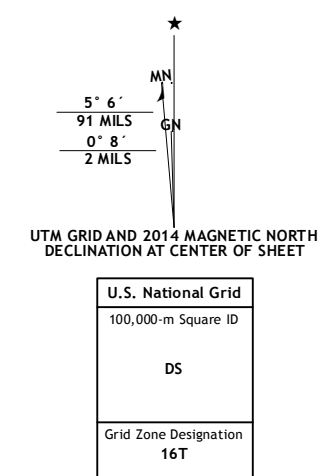 MN
5° 6´
91 MILS
GN
0° 8´
2 MILS
UTM GRID AND 2014 MAGNETIC NORTH
DECLINATION AT CENTER OF SHEET
U.S. National Grid
100,000-m Square ID
DS
Grid Zone Designation
16T